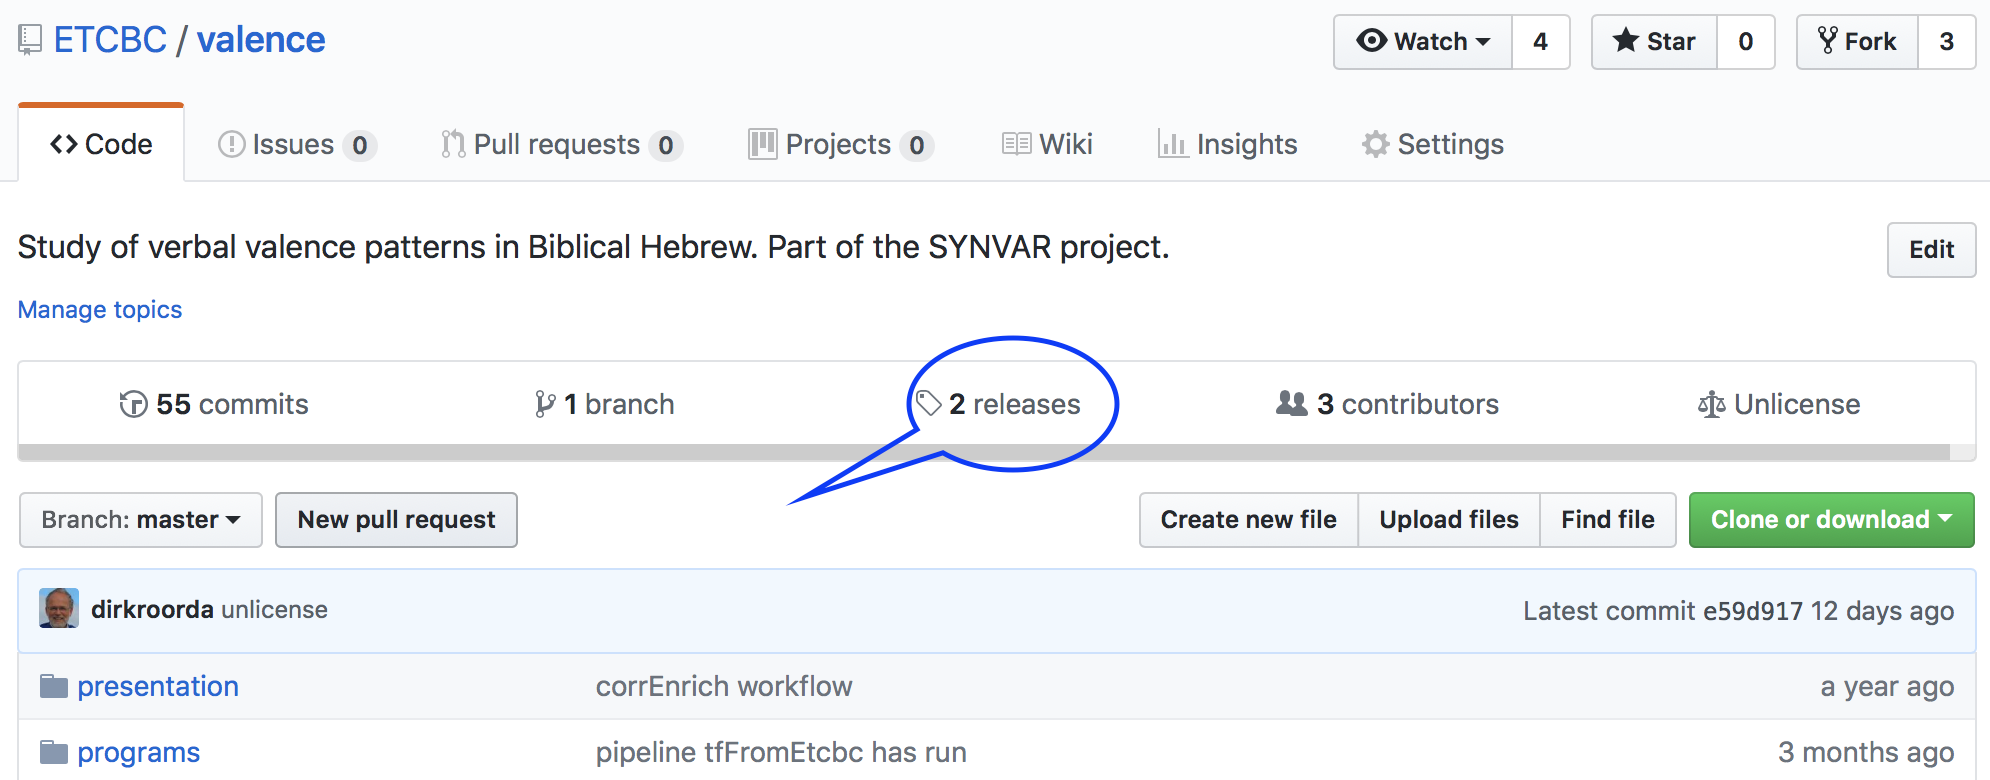 ETCBC / valence
Watch 4 Star 0 Fork 3
Code Issues 0 Pull requests 0 Projects 0 Wiki Insights Settings
Study of verbal valence patterns in Biblical Hebrew. Part of the SYNVAR project.
Edit
Manage topics
55 commits 1 branch 2 releases 3 contributors Unlicense
Branch: master New pull request Create new file Upload files Find file Clone or download
dirkroorda unlicense Latest commit e59d917 12 days ago
presentation corrEnrich workflow a year ago
programs pipeline tfFromEtcbc has run 3 months ago